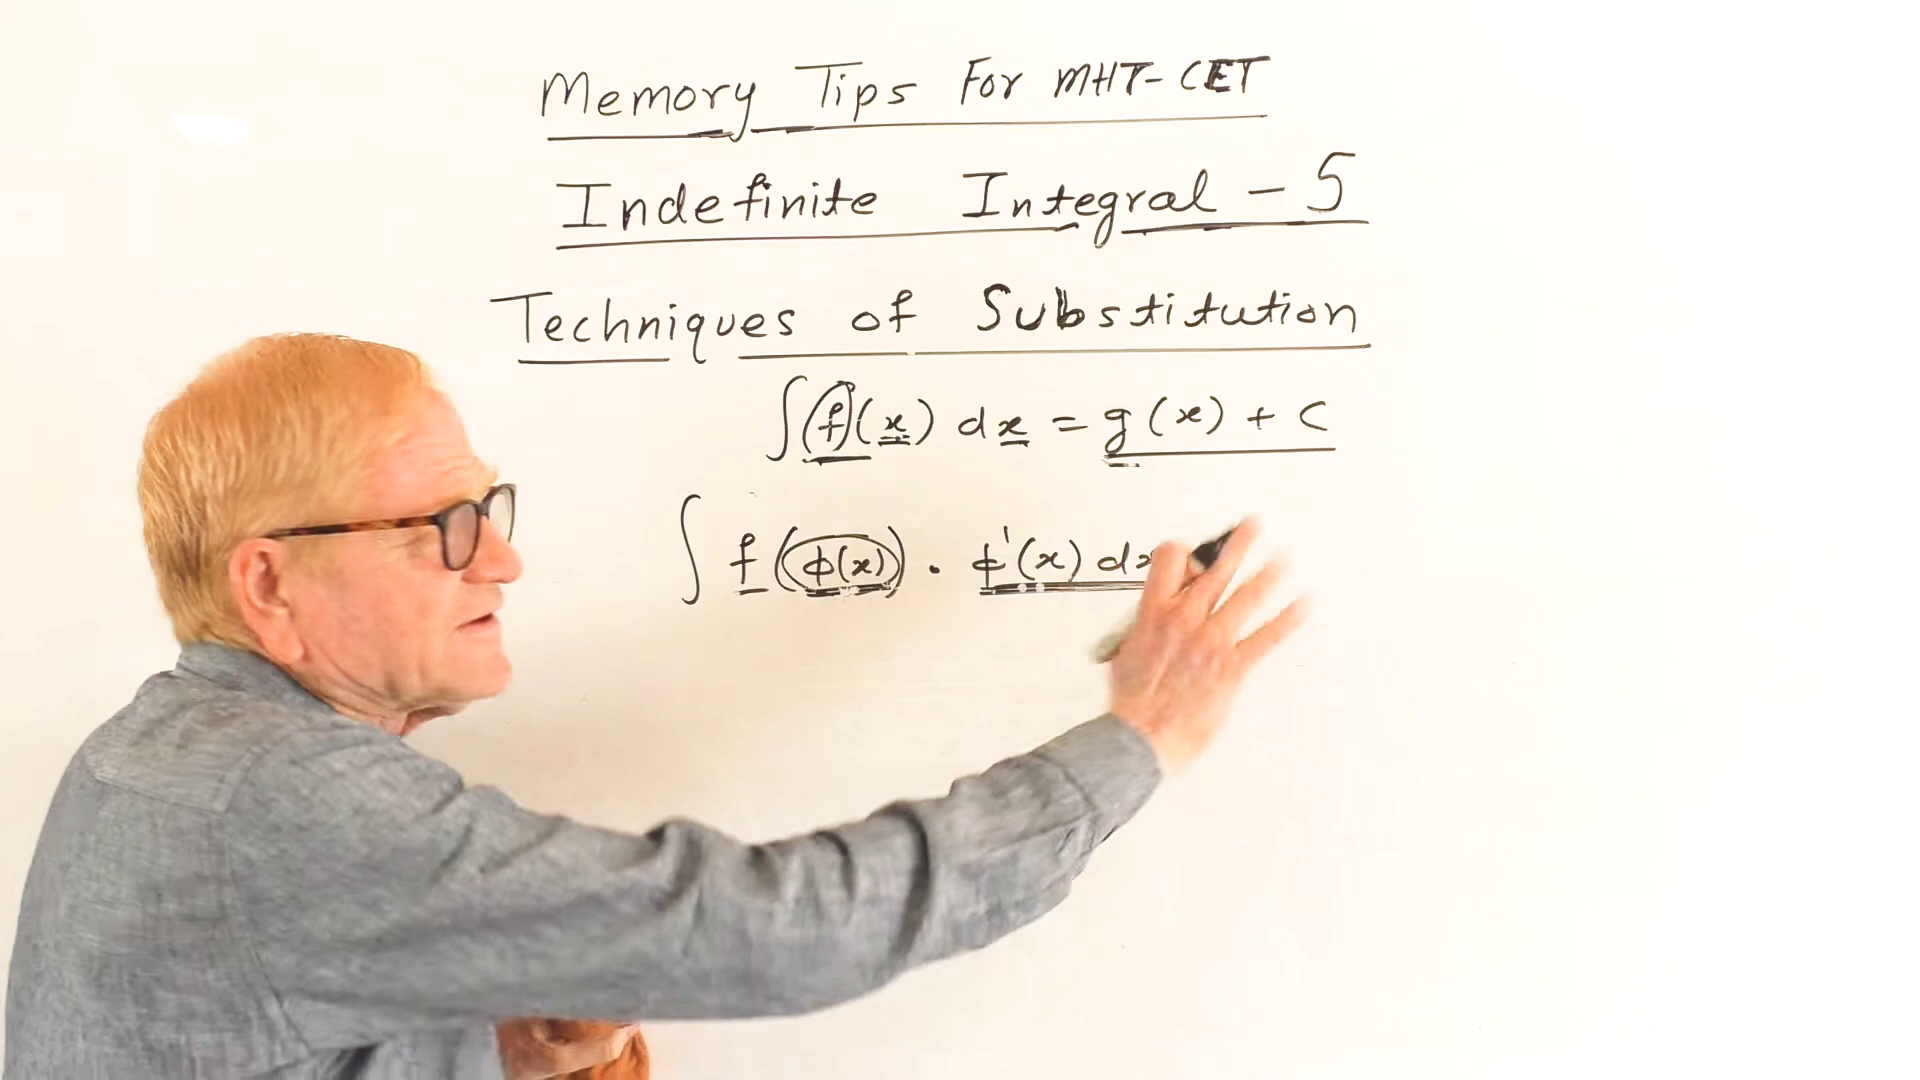 Memory Tips For MHT-CET
Indefinite Integral - 5
Techniques of Substitution
∫f(x) dx = g(x) + c
∫ f(ϕ(x)) . ϕ'(x) dx